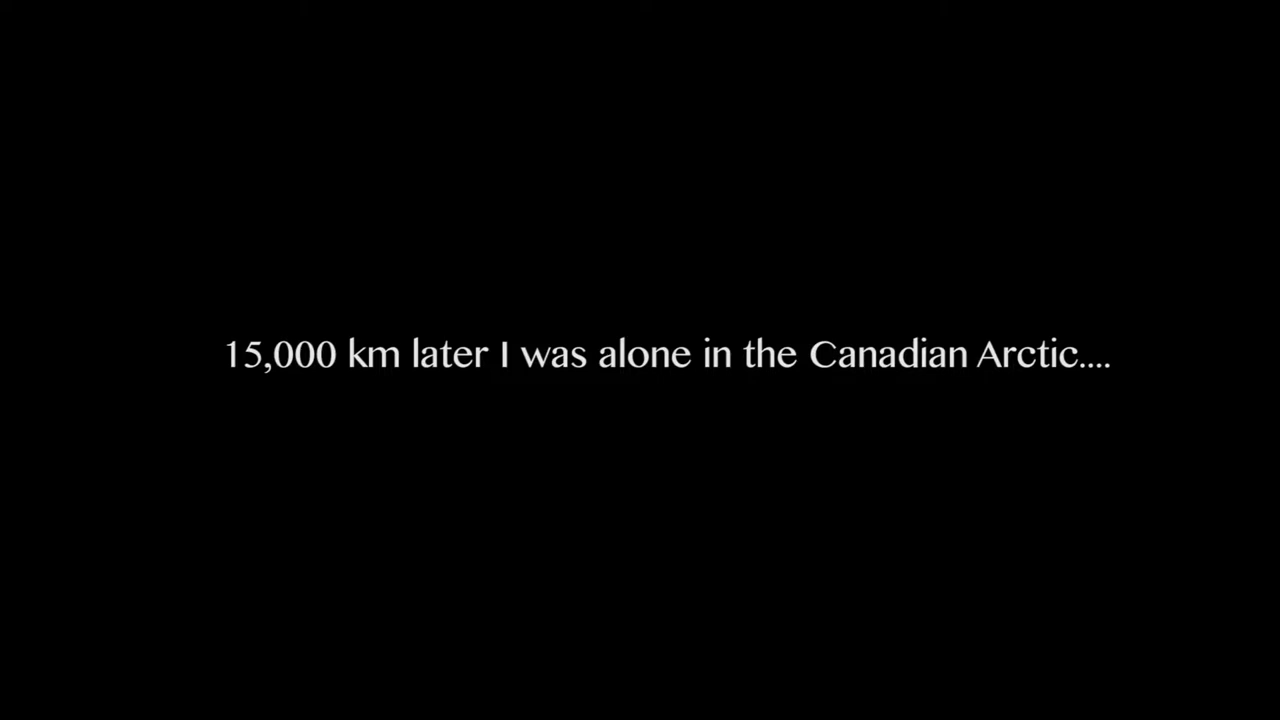 15,000 km later I was alone in the Canadian Arctic....